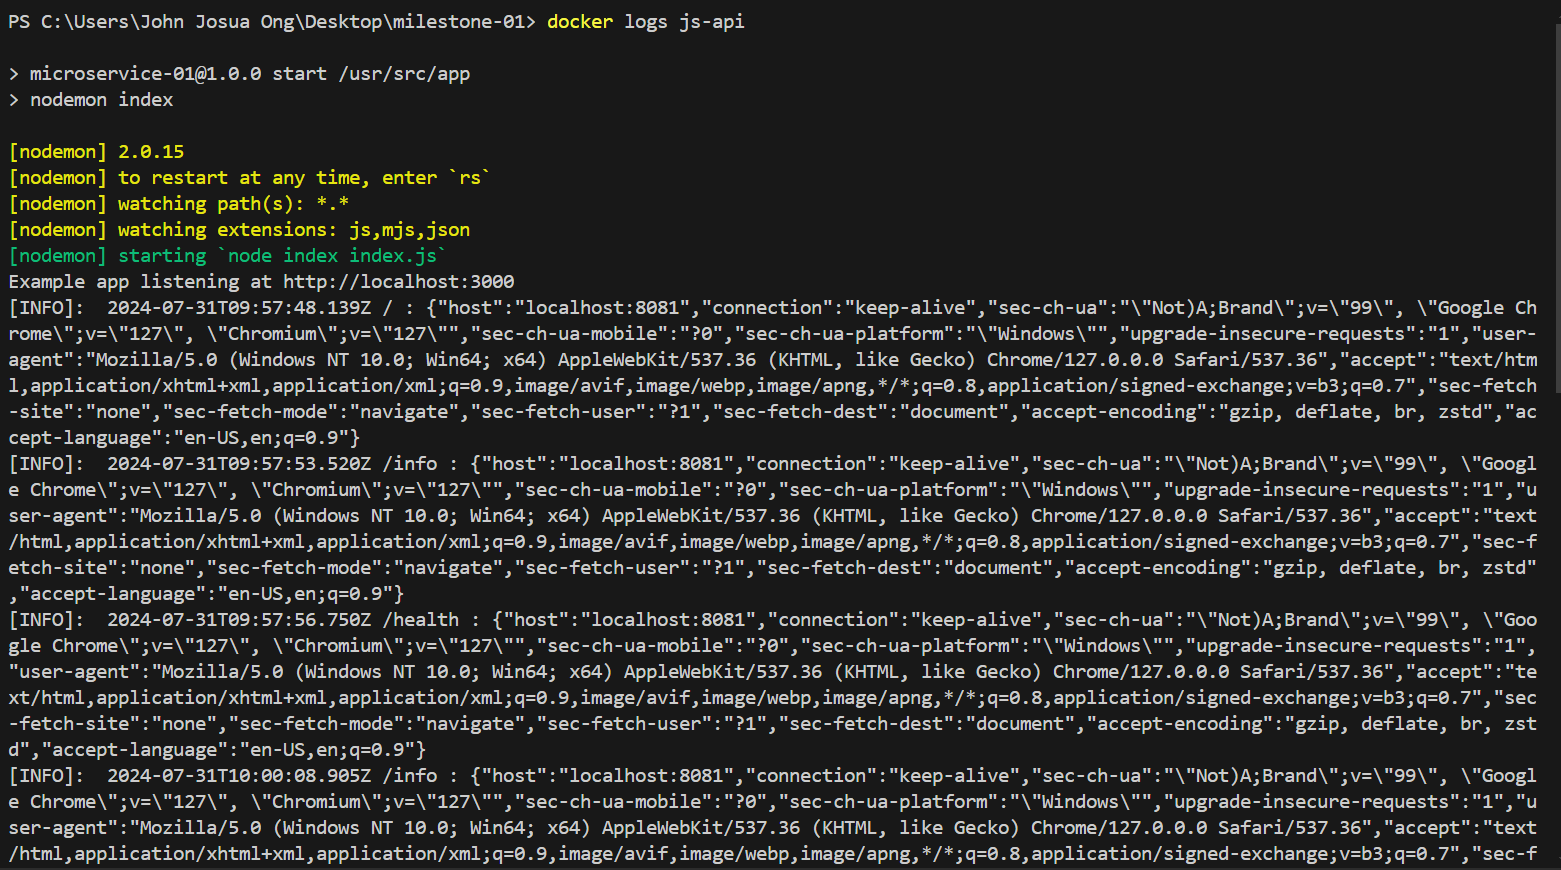 PS C:\Users\John Josua Ong\Desktop\milestone-01> docker logs js-api
> microservice-01@1.0.0 start /usr/src/app
> nodemon index
[nodemon] 2.0.15
[nodemon] to restart at any time, enter `rs`
[nodemon] watching path(s): *.*
[nodemon] watching extensions: js,mjs,json
[nodemon] starting `node index index.js`
Example app listening at http://localhost:3000
[INFO]:  2024-07-31T09:57:48.139Z / : {"host":"localhost:8081","connection":"keep-alive","sec-ch-ua":"\"Not)A;Brand\";v=\"99\", \"Google Ch
rome\";v=\"127\", \"Chromium\";v=\"127\"","sec-ch-ua-mobile":"?0","sec-ch-ua-platform":"\"Windows\"","upgrade-insecure-requests":"1","user-
agent":"Mozilla/5.0 (Windows NT 10.0; Win64; x64) AppleWebKit/537.36 (KHTML, like Gecko) Chrome/127.0.0.0 Safari/537.36","accept":"text/htm
l,application/xhtml+xml,application/xml;q=0.9,image/avif,image/webp,image/apng,*/*;q=0.8,application/signed-exchange;v=b3;q=0.7","sec-fetch
-site":"none","sec-fetch-mode":"navigate","sec-fetch-user":"?1","sec-fetch-dest":"document","accept-encoding":"gzip, deflate, br, zstd","ac
cept-language":"en-US,en;q=0.9"}
[INFO]:  2024-07-31T09:57:53.520Z /info : {"host":"localhost:8081","connection":"keep-alive","sec-ch-ua":"\"Not)A;Brand\";v=\"99\", \"Googl
e Chrome\";v=\"127\", \"Chromium\";v=\"127\"","sec-ch-ua-mobile":"?0","sec-ch-ua-platform":"\"Windows\"","upgrade-insecure-requests":"1","u
ser-agent":"Mozilla/5.0 (Windows NT 10.0; Win64; x64) AppleWebKit/537.36 (KHTML, like Gecko) Chrome/127.0.0.0 Safari/537.36","accept":"text
/html,application/xhtml+xml,application/xml;q=0.9,image/avif,image/webp,image/apng,*/*;q=0.8,application/signed-exchange;v=b3;q=0.7","sec-f
etch-site":"none","sec-fetch-mode":"navigate","sec-fetch-user":"?1","sec-fetch-dest":"document","accept-encoding":"gzip, deflate, br, zstd"
,"accept-language":"en-US,en;q=0.9"}
[INFO]:  2024-07-31T09:57:56.750Z /health : {"host":"localhost:8081","connection":"keep-alive","sec-ch-ua":"\"Not)A;Brand\";v=\"99\", \"Goo
gle Chrome\";v=\"127\", \"Chromium\";v=\"127\"","sec-ch-ua-mobile":"?0","sec-ch-ua-platform":"\"Windows\"","upgrade-insecure-requests":"1",
"user-agent":"Mozilla/5.0 (Windows NT 10.0; Win64; x64) AppleWebKit/537.36 (KHTML, like Gecko) Chrome/127.0.0.0 Safari/537.36","accept":"te
xt/html,application/xhtml+xml,application/xml;q=0.9,image/avif,image/webp,image/apng,*/*;q=0.8,application/signed-exchange;v=b3;q=0.7","sec
-fetch-site":"none","sec-fetch-mode":"navigate","sec-fetch-user":"?1","sec-fetch-dest":"document","accept-encoding":"gzip, deflate, br, zst
d","accept-language":"en-US,en;q=0.9"}
[INFO]:  2024-07-31T10:00:08.905Z /info : {"host":"localhost:8081","connection":"keep-alive","sec-ch-ua":"\"Not)A;Brand\";v=\"99\", \"Googl
e Chrome\";v=\"127\", \"Chromium\";v=\"127\"","sec-ch-ua-mobile":"?0","sec-ch-ua-platform":"\"Windows\"","upgrade-insecure-requests":"1","u
ser-agent":"Mozilla/5.0 (Windows NT 10.0; Win64; x64) AppleWebKit/537.36 (KHTML, like Gecko) Chrome/127.0.0.0 Safari/537.36","accept":"text
/html,application/xhtml+xml,application/xml;q=0.9,image/avif,image/webp,image/apng,*/*;q=0.8,application/signed-exchange;v=b3;q=0.7","sec-f